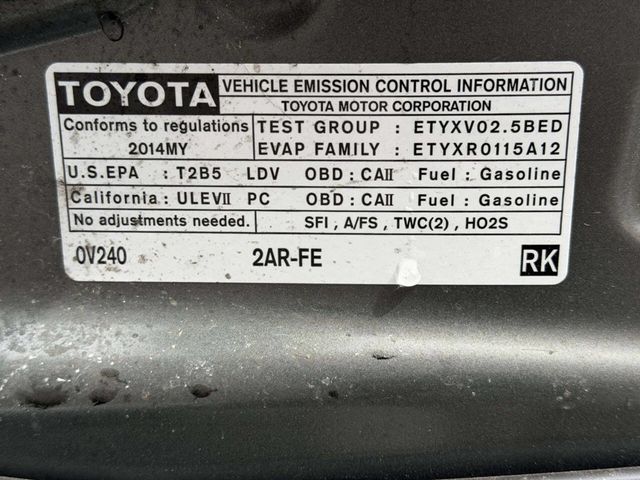 TOYOTA VEHICLE EMISSION CONTROL INFORMATION
TOYOTA MOTOR CORPORATION
Conforms to regulations TEST GROUP : ETYXV02.5BED
2014MY EVAP FAMILY : ETYXR0115A12
U.S.EPA : T2B5 LDV OBD : CAII Fuel : Gasoline
California : ULEVII PC OBD : CAII Fuel : Gasoline
No adjustments needed. SFI , A/FS , TWC(2) , HO2S
0V240 2AR-FE RK